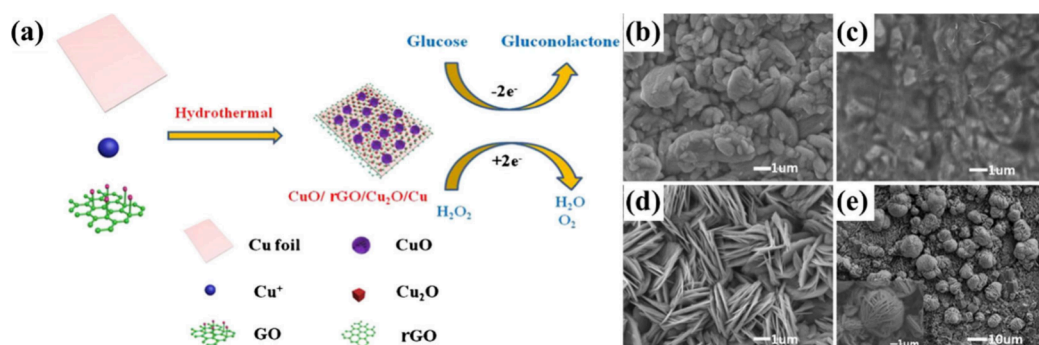 (a)
Hydrothermal
CuO/ rGO/Cu₂O/Cu
Glucose
Gluconolactone
-2e⁻
+2e⁻
H₂O₂
H₂O
O₂
Cu foil
CuO
Cu⁺
Cu₂O
GO
rGO
(b)
1um
(c)
1um
(d)
1um
(e)
1um
10um